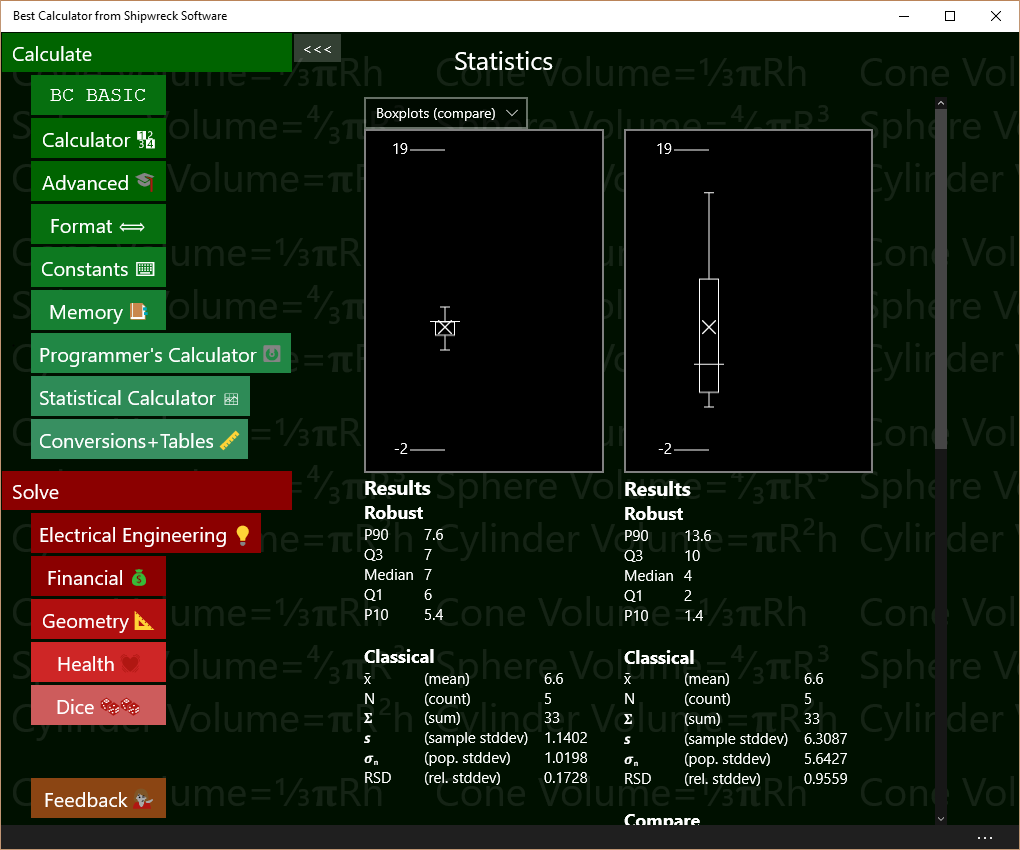 Best Calculator from Shipwreck Software
Calculate
<<<
BC BASIC
Calculator
Advanced
Format
Constants
Memory
Programmer's Calculator
Statistical Calculator
Conversions+Tables
Solve
Electrical Engineering
Financial
Geometry
Health
Dice
Feedback
Statistics
Boxplots (compare)
19
-2
Results
Robust
P90 7.6
Q3 7
Median 7
Q1 6
P10 5.4
Classical
x̄ (mean) 6.6
N (count) 5
Σ (sum) 33
s (sample stddev) 1.1402
σₙ (pop. stddev) 1.0198
RSD (rel. stddev) 0.1728
19
-2
Results
Robust
P90 13.6
Q3 10
Median 4
Q1 2
P10 1.4
Classical
x̄ (mean) 6.6
N (count) 5
Σ (sum) 33
s (sample stddev) 6.3087
σₙ (pop. stddev) 5.6427
RSD (rel. stddev) 0.9559
Compare
...